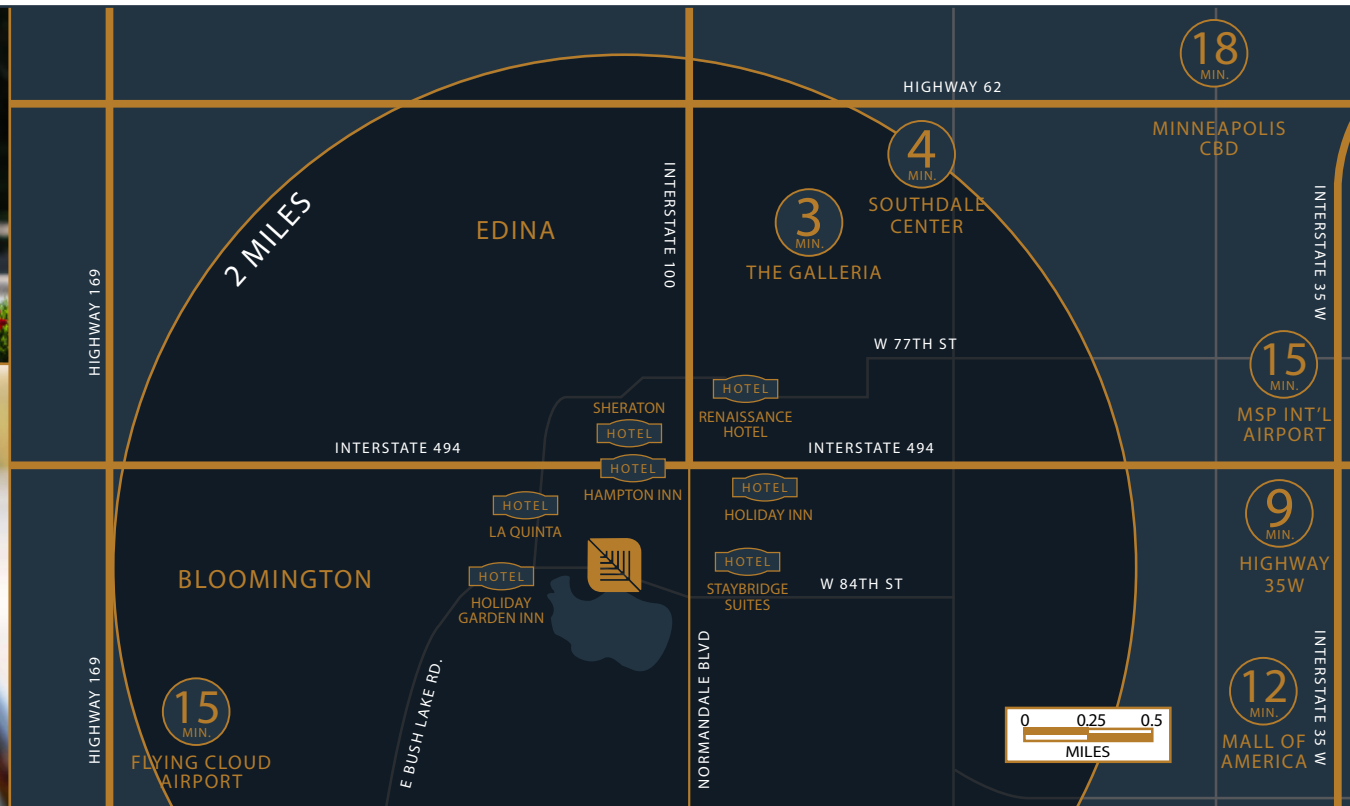 18
MIN.
HIGHWAY 62
MINNEAPOLIS
CBD
4
MIN.
SOUTHDALE
CENTER
INTERSTATE 100
INTERSTATE 35 W
2 MILES
EDINA
3
MIN.
THE GALLERIA
HIGHWAY 169
W 77TH ST
15
MIN.
MSP INT'L
AIRPORT
HOTEL
RENAISSANCE
HOTEL
SHERATON
HOTEL
INTERSTATE 494
INTERSTATE 494
HOTEL
HAMPTON INN
HOTEL
HOLIDAY INN
HOTEL
LA QUINTA
9
MIN.
HIGHWAY
35W
BLOOMINGTON
HOTEL
HOLIDAY
GARDEN INN
HOTEL
STAYBRIDGE
SUITES
W 84TH ST
HIGHWAY 169
E BUSH LAKE RD.
NORMANDALE BLVD
INTERSTATE 35 W
15
MIN.
FLYING CLOUD
AIRPORT
12
MIN.
MALL OF
AMERICA
0 0.25 0.5
MILES